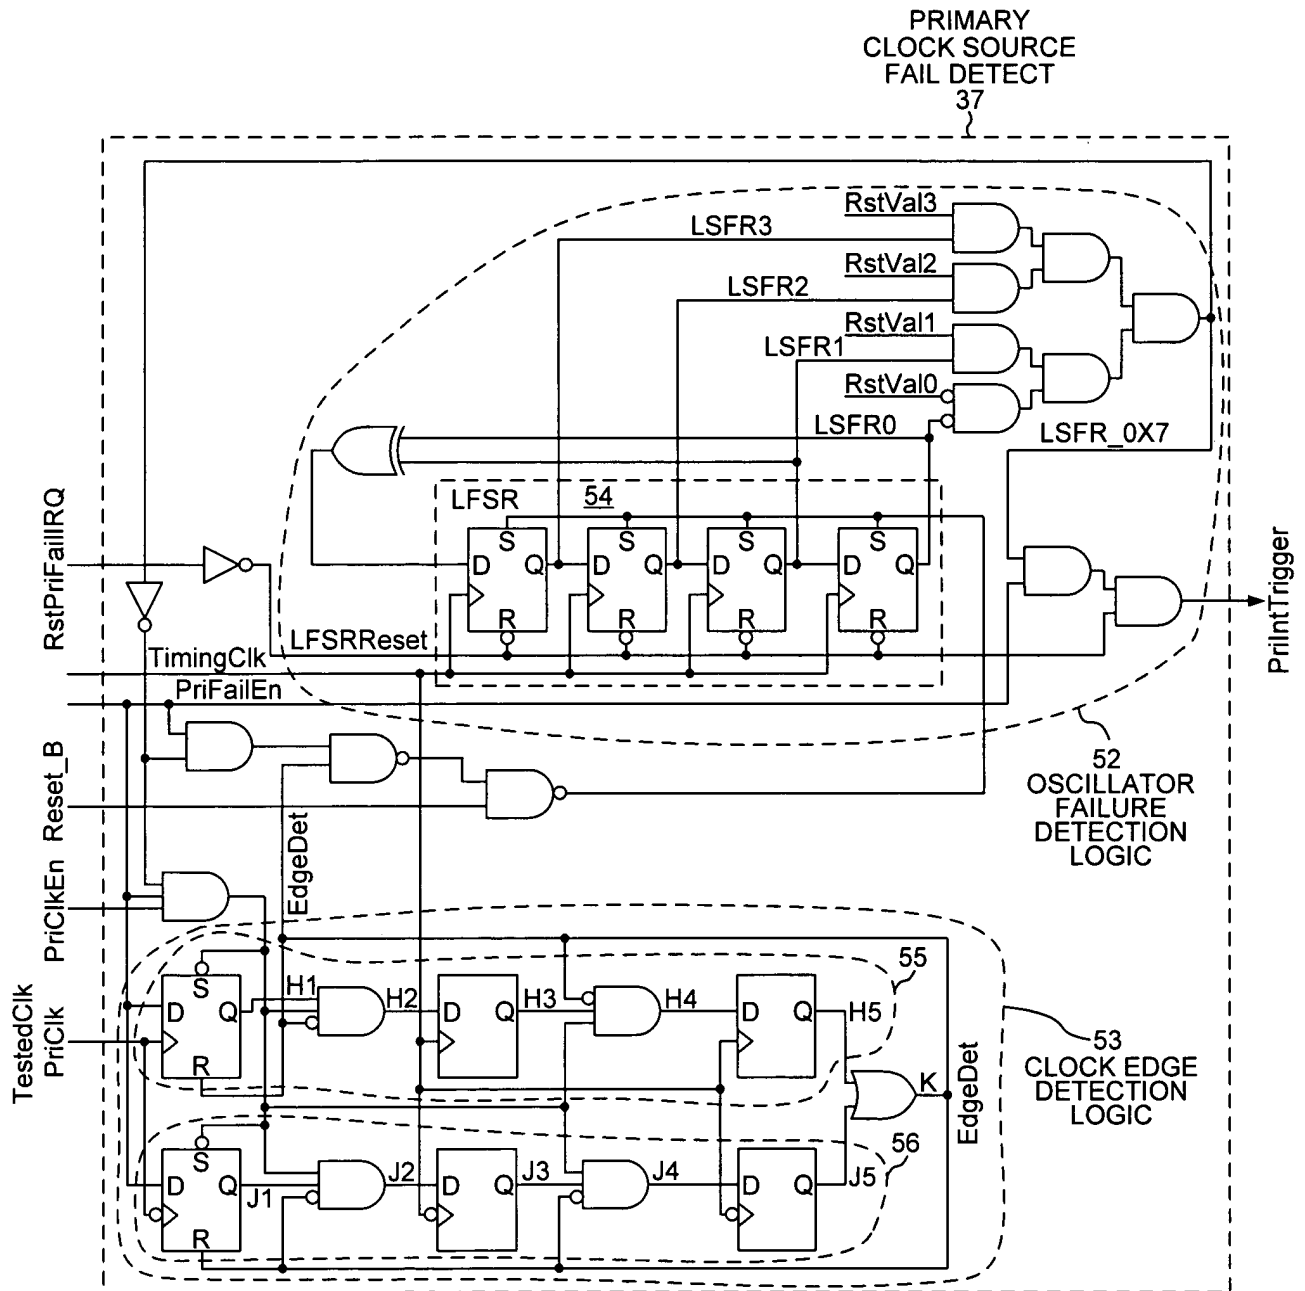 PRIMARY
CLOCK SOURCE
FAIL DETECT
37
RstVal3
LSFR3
RstVal2
LSFR2
RstVal1
LSFR1
RstVal0
LSFR0
LSFR_0X7
LFSR
54
S
S
S
S
D
Q
D
Q
D
Q
D
Q
R
R
R
R
RstPriFailIRQ
LFSRReset
TimingClk
PriFailEn
PriIntTrigger
Reset_B
52
OSCILLATOR
FAILURE
DETECTION
LOGIC
EdgeDet
PriClkEn
55
S
D
Q
R
H1
H2
D
Q
H3
H4
D
Q
H5
TestedClk
PriClk
53
CLOCK EDGE
DETECTION
LOGIC
K
EdgeDet
56
S
D
Q
R
J1
J2
D
Q
J3
J4
D
Q
J5